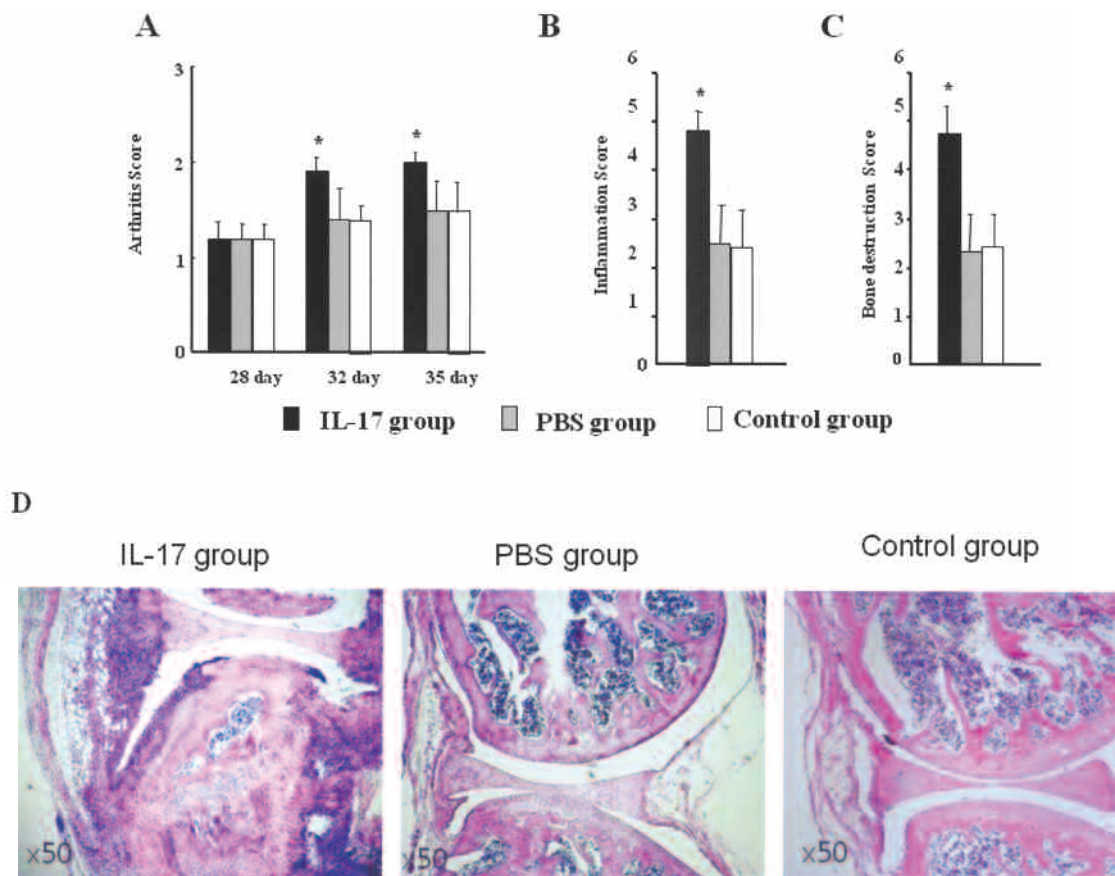 A
B
C
Arthritis Score
3
2
1
0
28 day
32 day
35 day
*
*
Inflammation Score
6
5
4
3
2
1
0
*
Bone destruction Score
6
5
4
3
2
1
0
*
IL-17 group
PBS group
Control group
D
IL-17 group
PBS group
Control group
x50
x50
x50